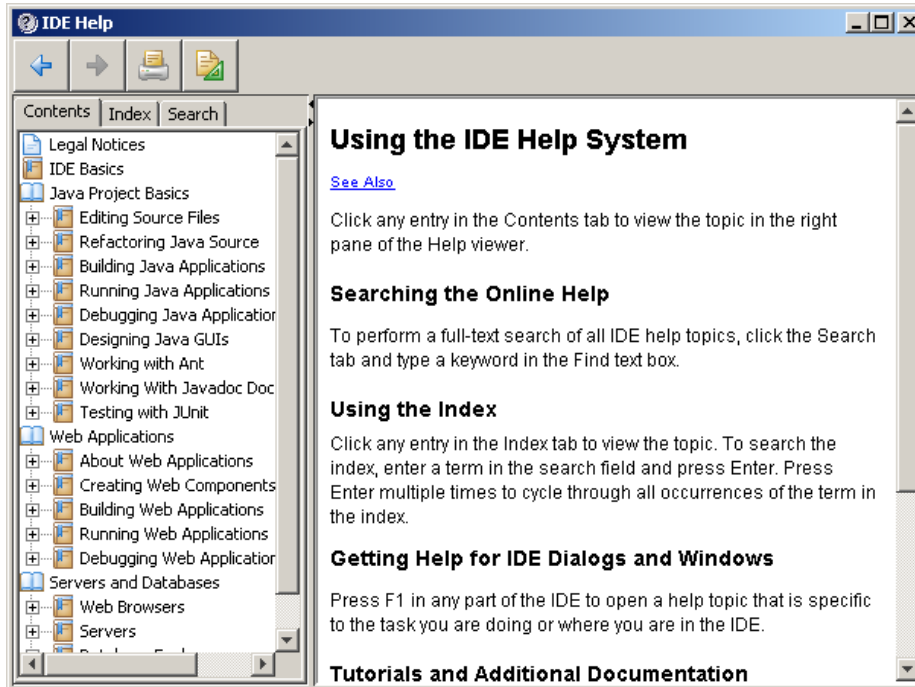 IDE Help
Contents Index Search
Legal Notices
IDE Basics
Java Project Basics
Editing Source Files
Refactoring Java Source
Building Java Applications
Running Java Applications
Debugging Java Application
Designing Java GUIs
Working with Ant
Working With Javadoc Doc
Testing with JUnit
Web Applications
About Web Applications
Creating Web Components
Building Web Applications
Running Web Applications
Debugging Web Application
Servers and Databases
Web Browsers
Servers
Using the IDE Help System
See Also
Click any entry in the Contents tab to view the topic in the right
pane of the Help viewer.
Searching the Online Help
To perform a full-text search of all IDE help topics, click the Search
tab and type a keyword in the Find text box.
Using the Index
Click any entry in the Index tab to view the topic. To search the
index, enter a term in the search field and press Enter. Press
Enter multiple times to cycle through all occurrences of the term in
the index.
Getting Help for IDE Dialogs and Windows
Press F1 in any part of the IDE to open a help topic that is specific
to the task you are doing or where you are in the IDE.
Tutorials and Additional Documentation